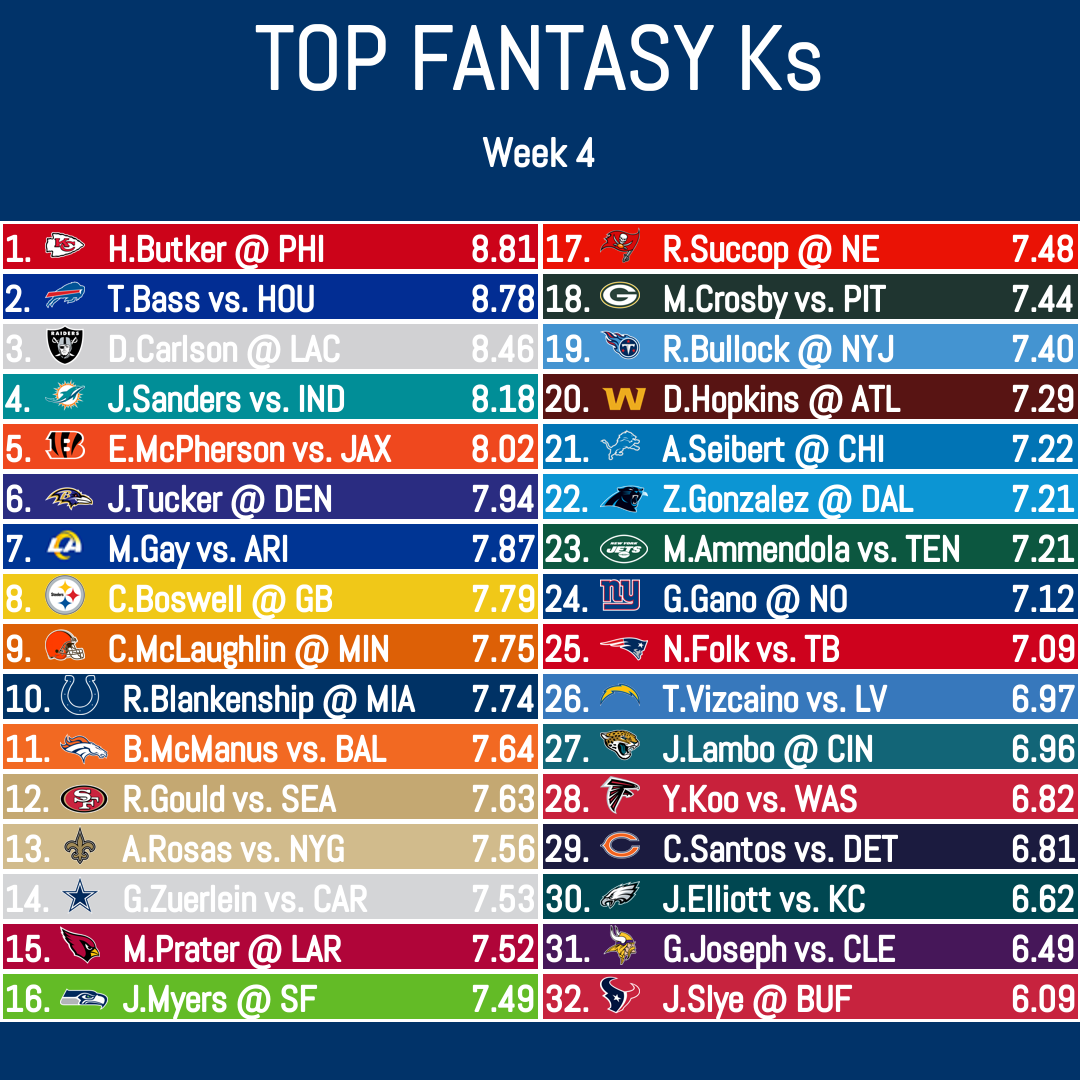 TOP FANTASY Ks
Week 4
1. H.Butker @ PHI 8.81
2. T.Bass vs. HOU 8.78
3. RAIDERS D.Carlson @ LAC 8.46
4. J.Sanders vs. IND 8.18
5. E.McPherson vs. JAX 8.02
6. J.Tucker @ DEN 7.94
7. M.Gay vs. ARI 7.87
8. Steelers C.Boswell @ GB 7.79
9. C.McLaughlin @ MIN 7.75
10. R.Blankenship @ MIA 7.74
11. B.McManus vs. BAL 7.64
12. SF R.Gould vs. SEA 7.63
13. A.Rosas vs. NYG 7.56
14. G.Zuerlein vs. CAR 7.53
15. M.Prater @ LAR 7.52
16. J.Myers @ SF 7.49
17. R.Succop @ NE 7.48
18. G M.Crosby vs. PIT 7.44
19. R.Bullock @ NYJ 7.40
20. W D.Hopkins @ ATL 7.29
21. A.Seibert @ CHI 7.22
22. Z.Gonzalez @ DAL 7.21
23. NEW YORK JETS M.Ammendola vs. TEN 7.21
24. ny G.Gano @ NO 7.12
25. N.Folk vs. TB 7.09
26. T.Vizcaino vs. LV 6.97
27. J.Lambo @ CIN 6.96
28. Y.Koo vs. WAS 6.82
29. C.Santos vs. DET 6.81
30. J.Elliott vs. KC 6.62
31. G.Joseph vs. CLE 6.49
32. J.Slye @ BUF 6.09